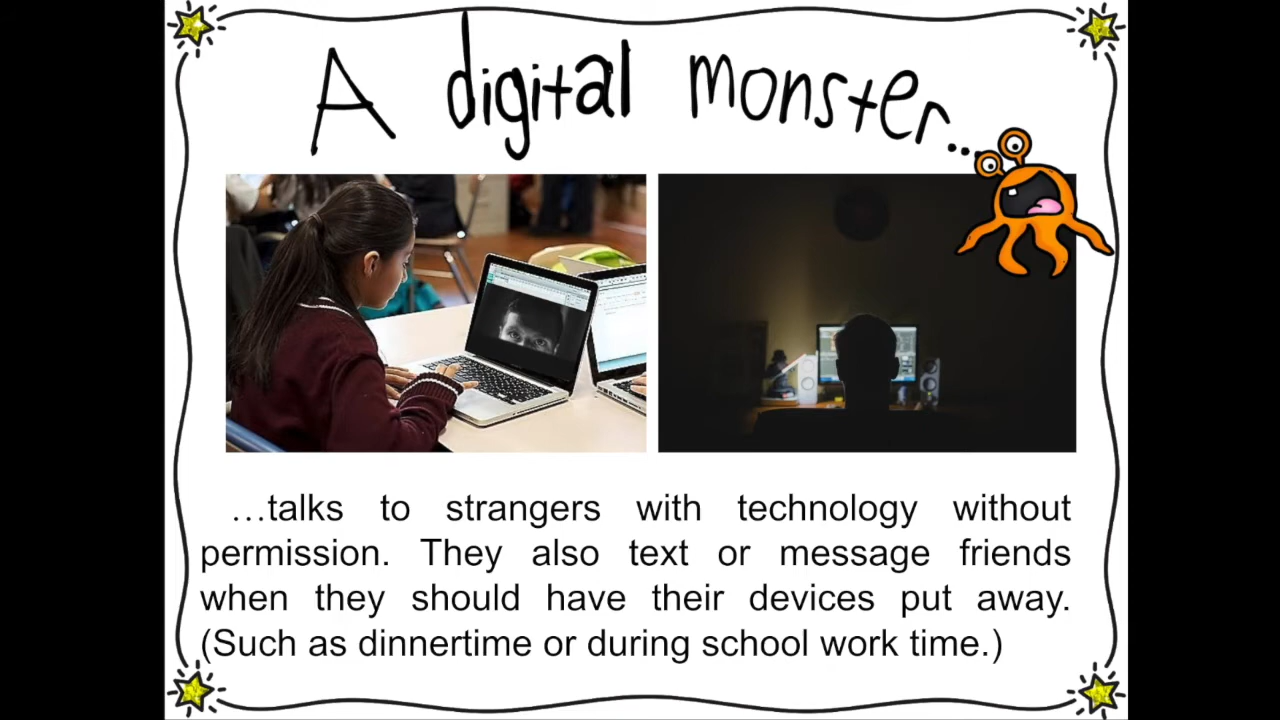 A digital monster...
...talks to strangers with technology without
permission. They also text or message friends
when they should have their devices put away.
(Such as dinnertime or during school work time.)